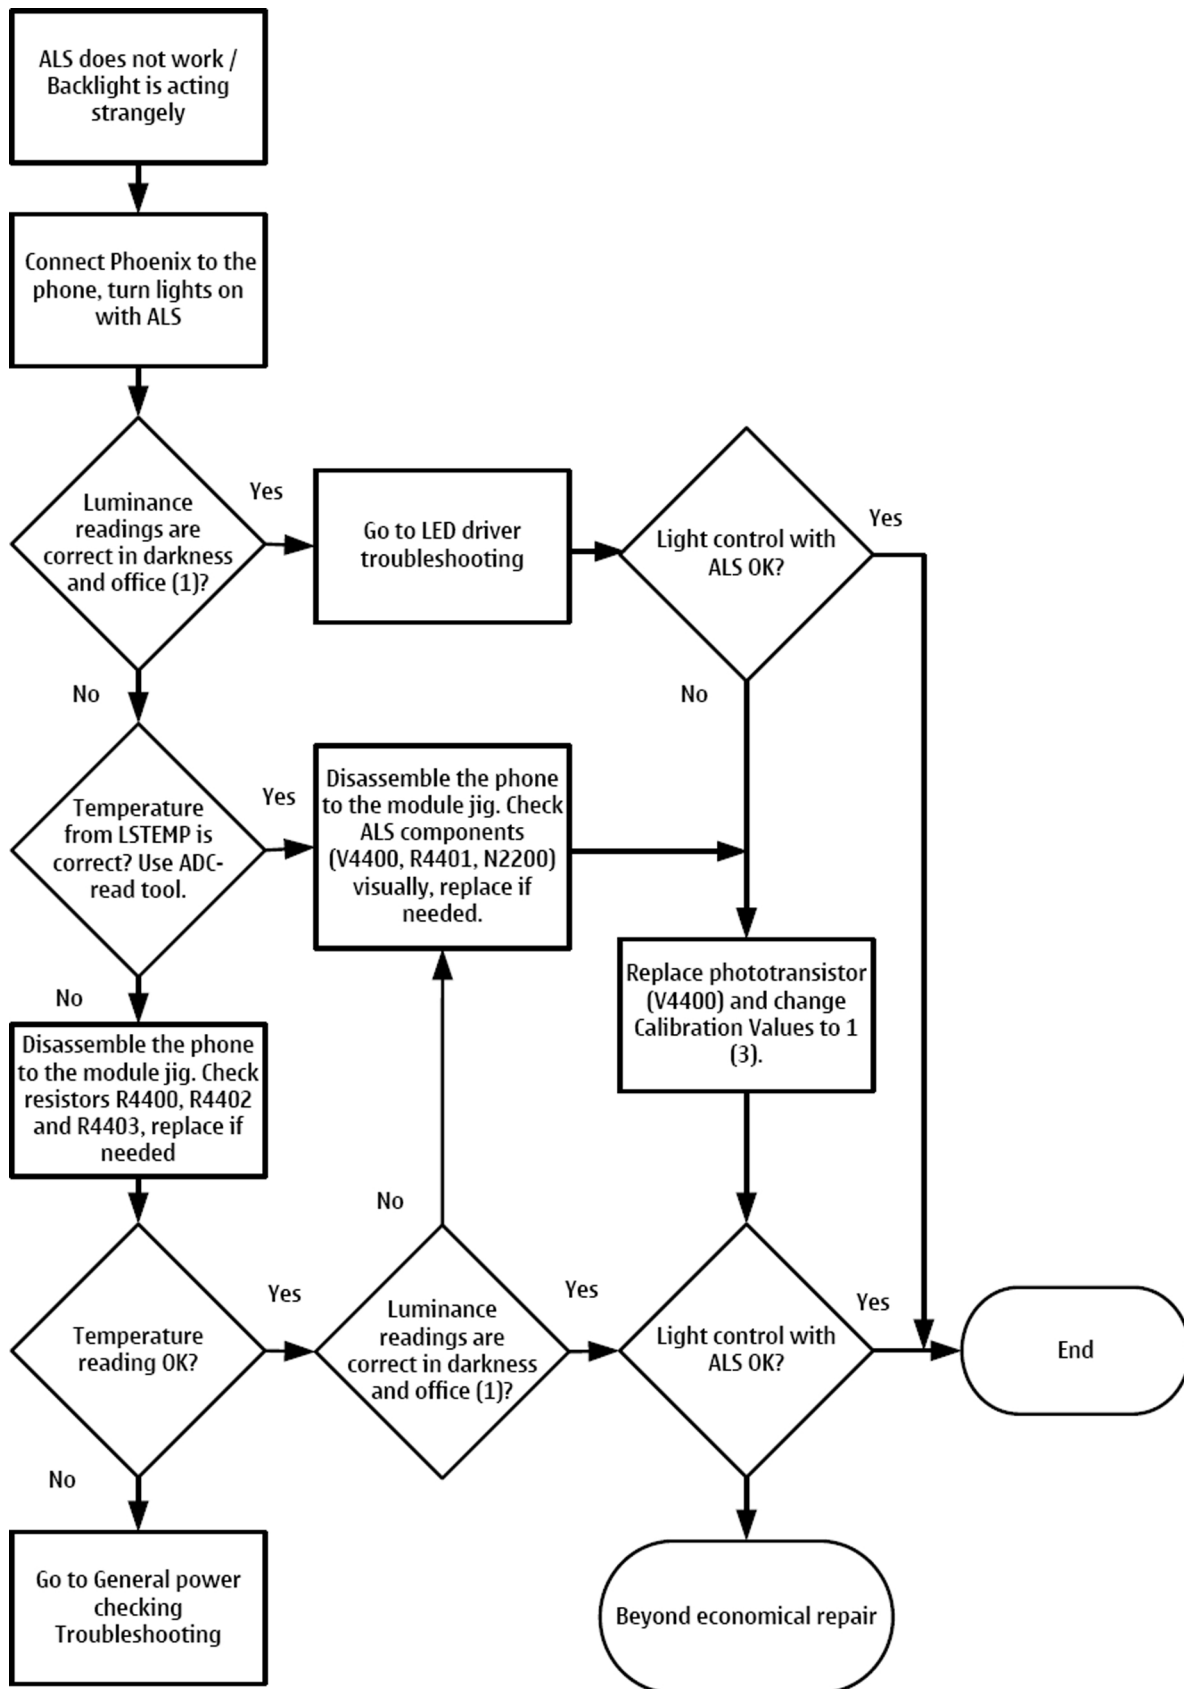 ALS does not work /
Backlight is acting
strangely
Connect Phoenix to the
phone, turn lights on
with ALS
Luminance
readings are
correct in darkness
and office (1)?
Yes
Go to LED driver
troubleshooting
Light control with
ALS OK?
Yes
No
No
Temperature
from LSTEMP is
correct? Use ADC-
read tool.
Yes
Disassemble the phone
to the module jig. Check
ALS components
(V4400, R4401, N2200)
visually, replace if
needed.
Replace phototransistor
(V4400) and change
Calibration Values to 1
(3).
No
Disassemble the phone
to the module jig. Check
resistors R4400, R4402
and R4403, replace if
needed
Temperature
reading OK?
Yes
No
Luminance
readings are
correct in darkness
and office (1)?
Yes
Light control with
ALS OK?
Yes
End
No
Go to General power
checking
Troubleshooting
Beyond economical repair